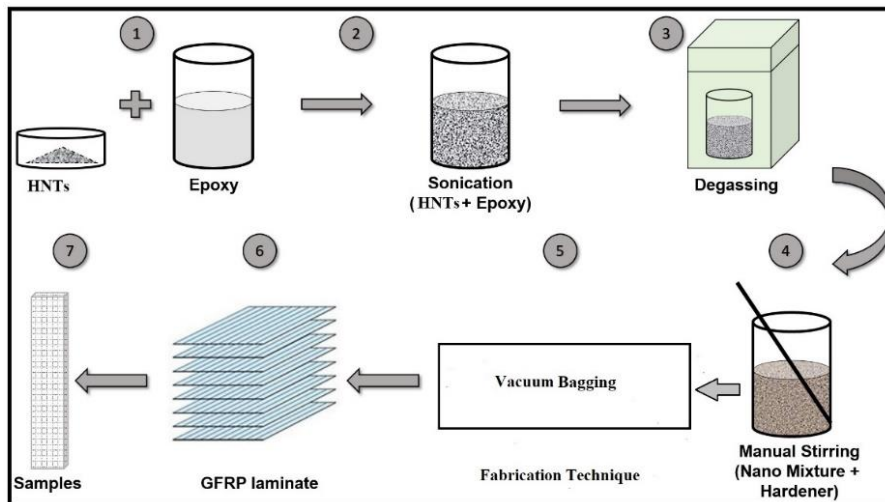 1
2
3
HNTs
Epoxy
Sonication
(HNTs + Epoxy)
Degassing
7
6
5
4
Vacuum Bagging
Samples
GFRP laminate
Fabrication Technique
Manual Stirring
(Nano Mixture +
Hardener)